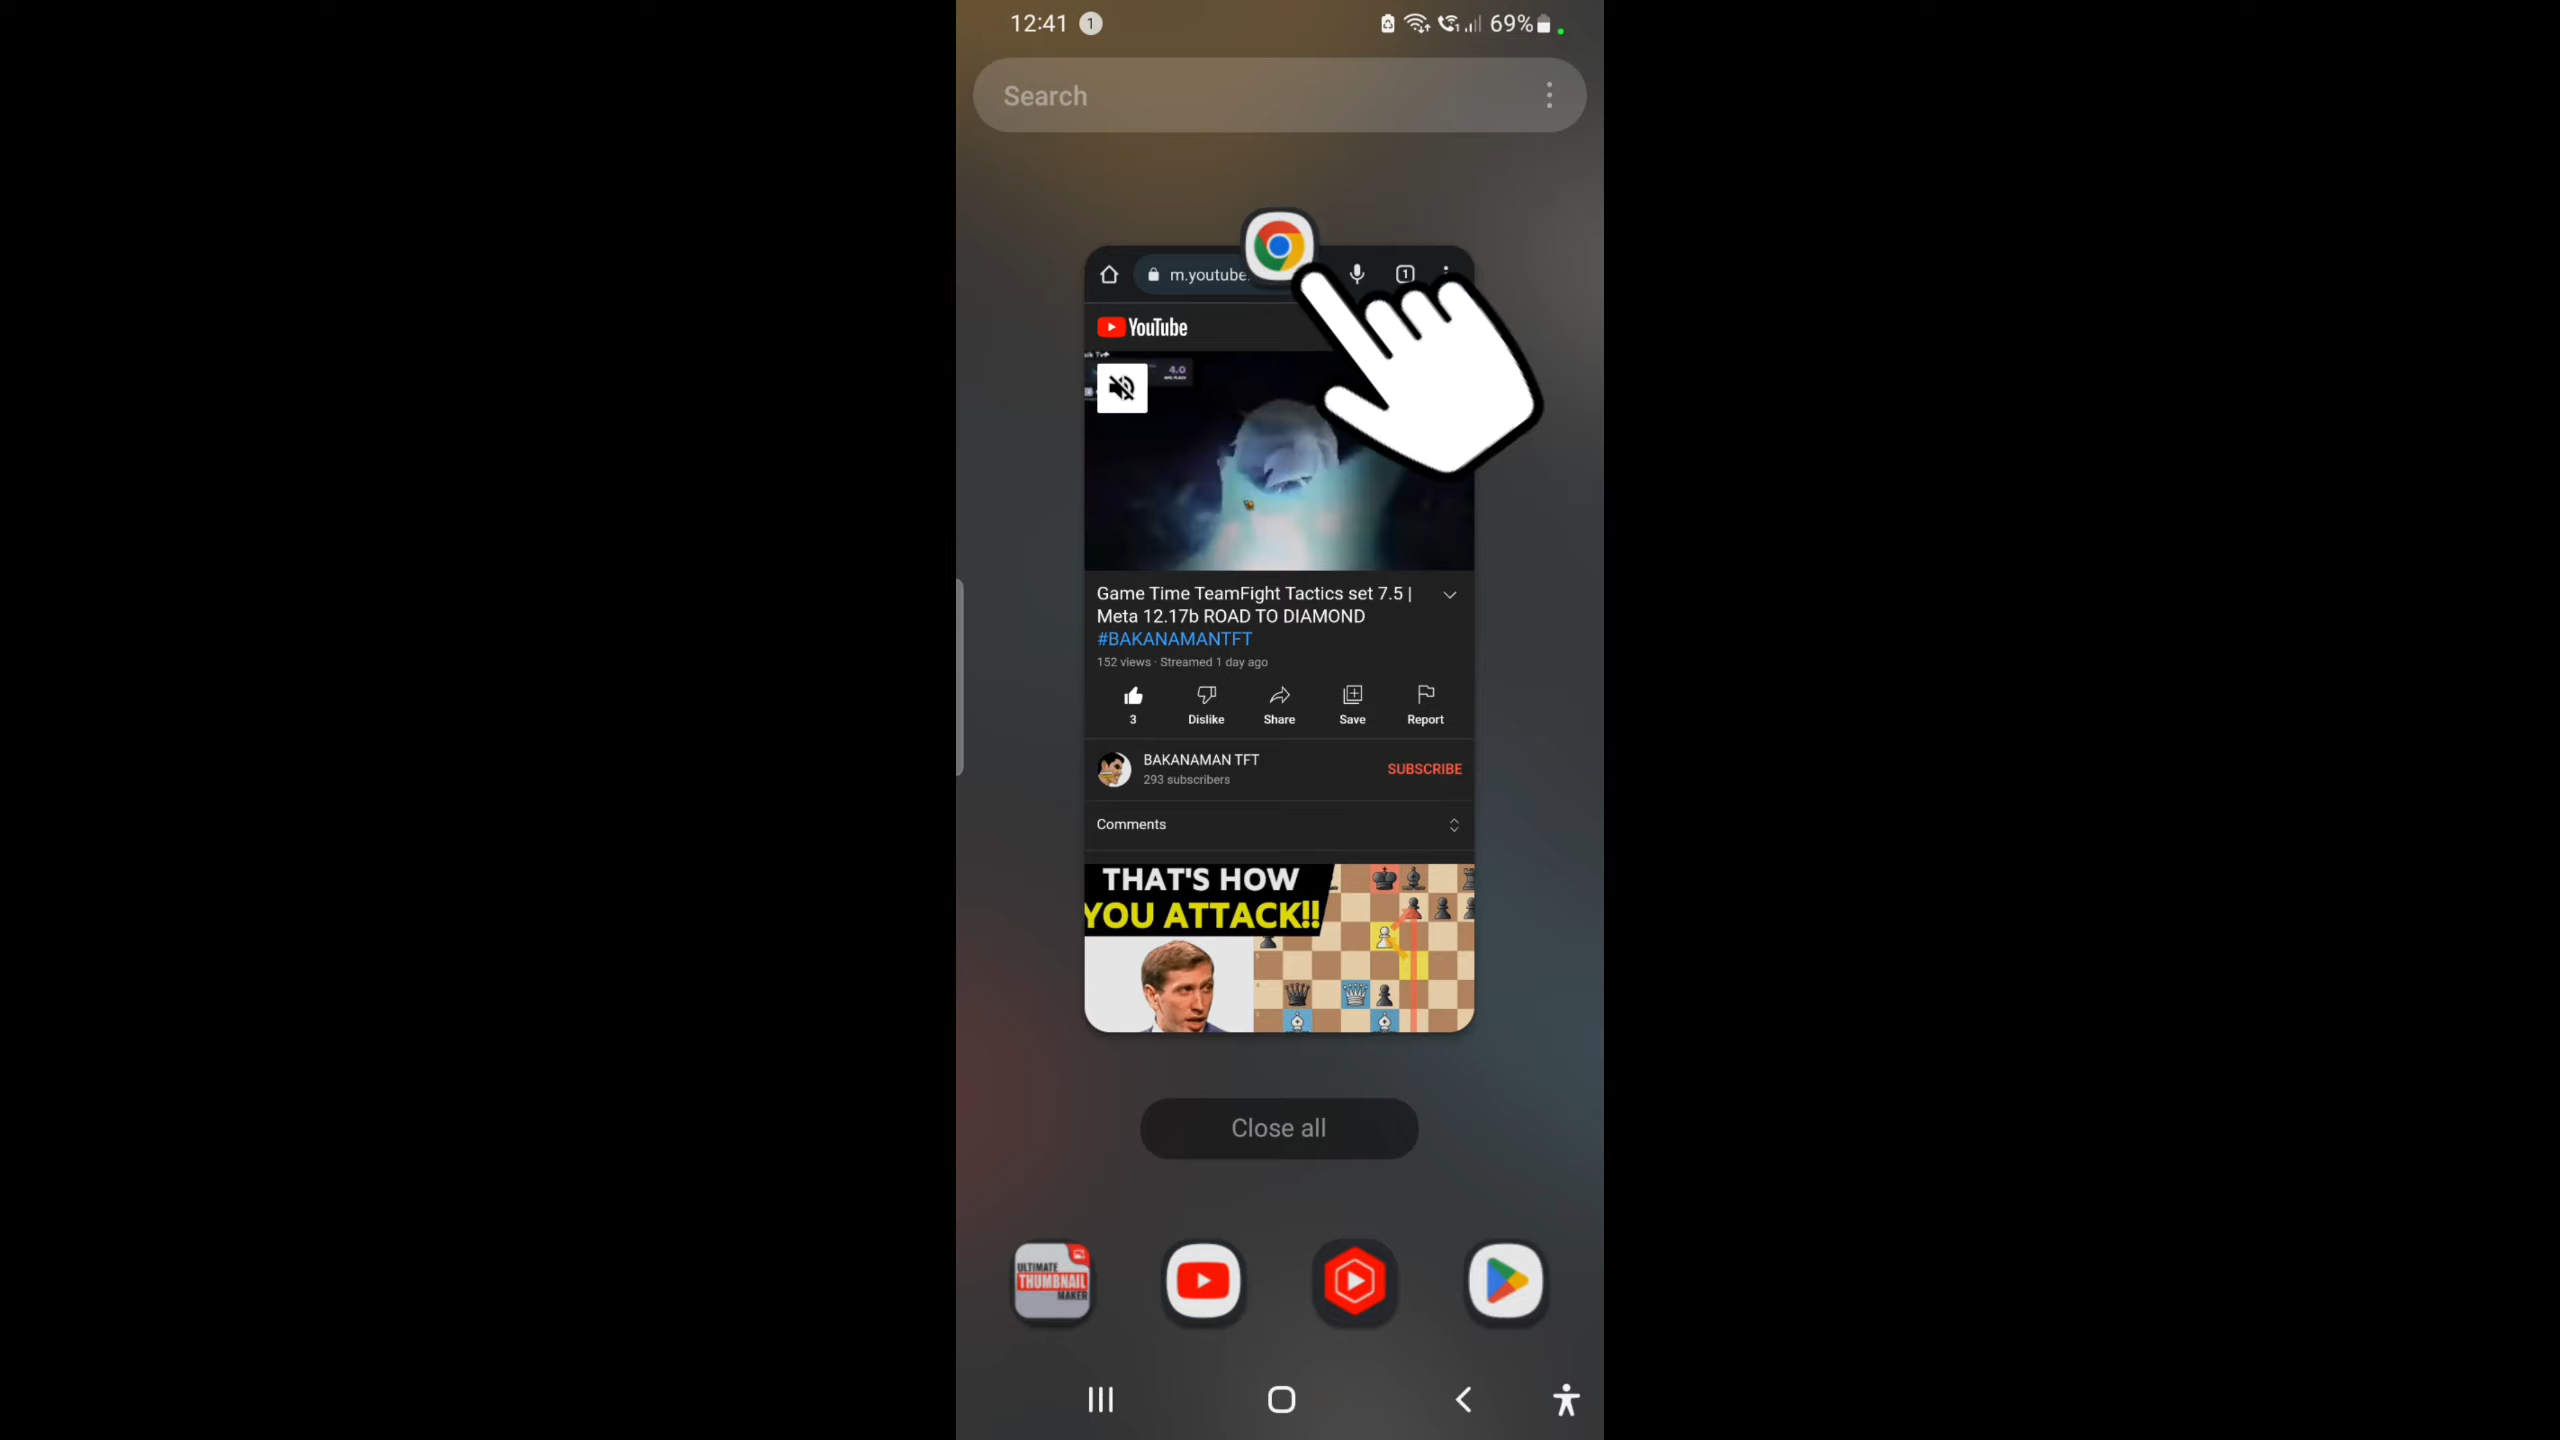 12:41 1 69%
Search
m.youtube.
1
YouTube
4.0
Game Time TeamFight Tactics set 7.5 |
Meta 12.17b ROAD TO DIAMOND
#BAKANAMANTFT
152 views · Streamed 1 day ago
3 Dislike Share Save Report
BAKANAMAN TFT
293 subscribers
SUBSCRIBE
Comments
THAT'S HOW
YOU ATTACK!!
Close all
ULTIMATE
THUMBNAIL
MAKER